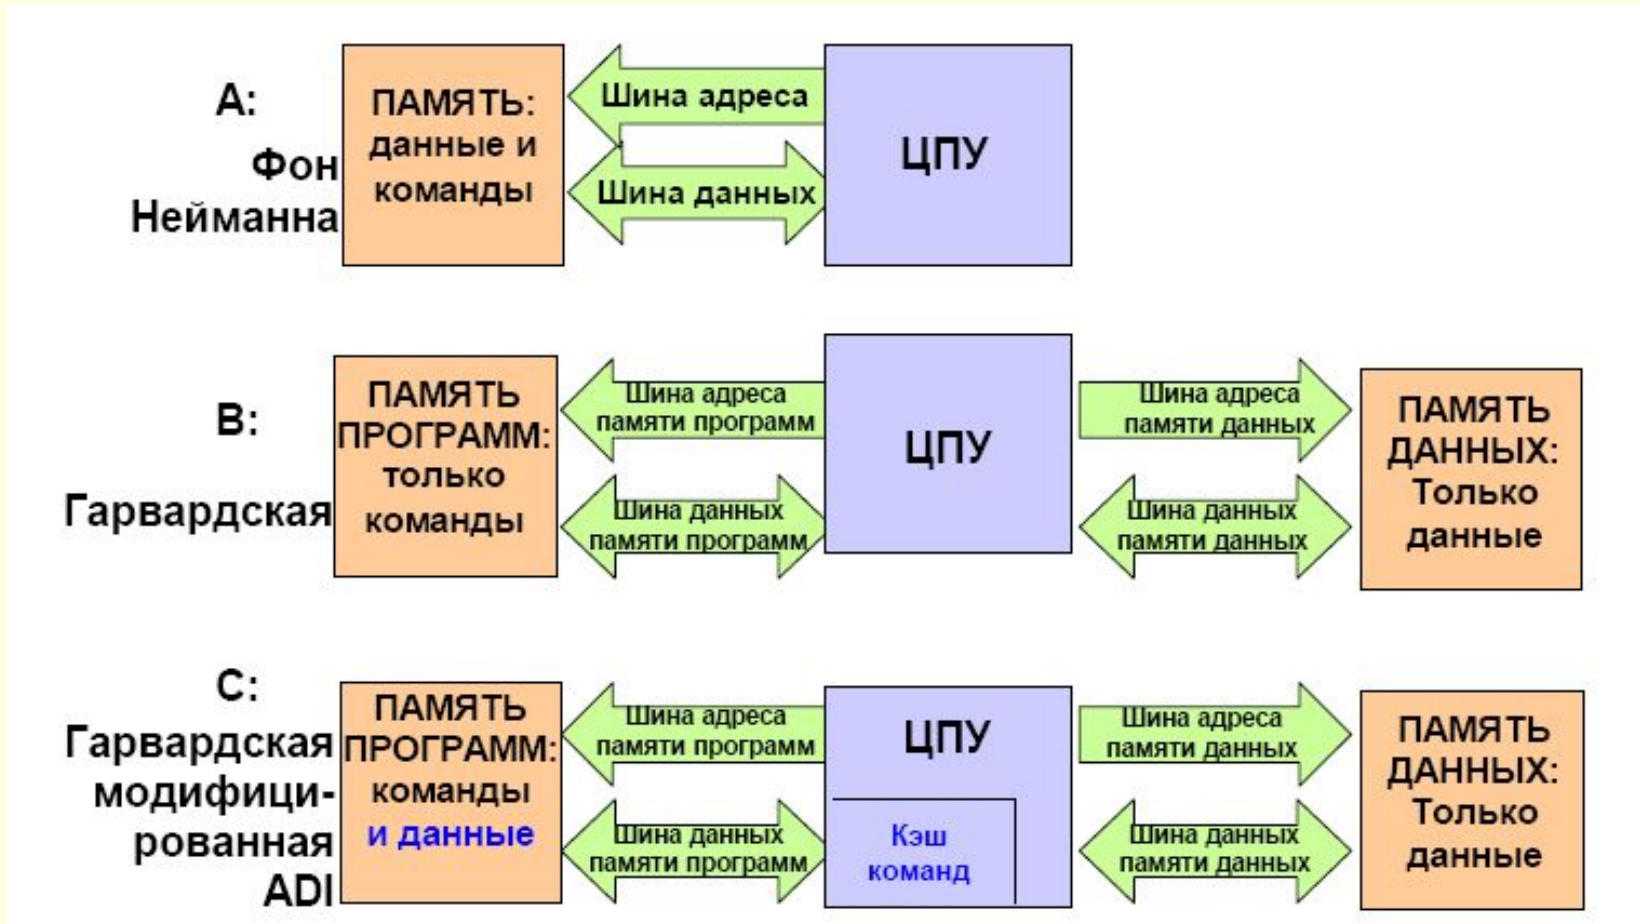 А:
Фон
Нейманна
ПАМЯТЬ:
данные и
команды
Шина адреса
Шина данных
ЦПУ
В:
Гарвардская
ПАМЯТЬ
ПРОГРАММ:
только
команды
Шина адреса
памяти программ
Шина данных
памяти программ
ЦПУ
Шина адреса
памяти данных
Шина данных
памяти данных
ПАМЯТЬ
ДАННЫХ:
Только
данные
С:
Гарвардская
модифици-
рованная
ADI
ПАМЯТЬ
ПРОГРАММ:
команды
и данные
Шина адреса
памяти программ
Шина данных
памяти программ
ЦПУ
Кэш
команд
Шина адреса
памяти данных
Шина данных
памяти данных
ПАМЯТЬ
ДАННЫХ:
Только
данные